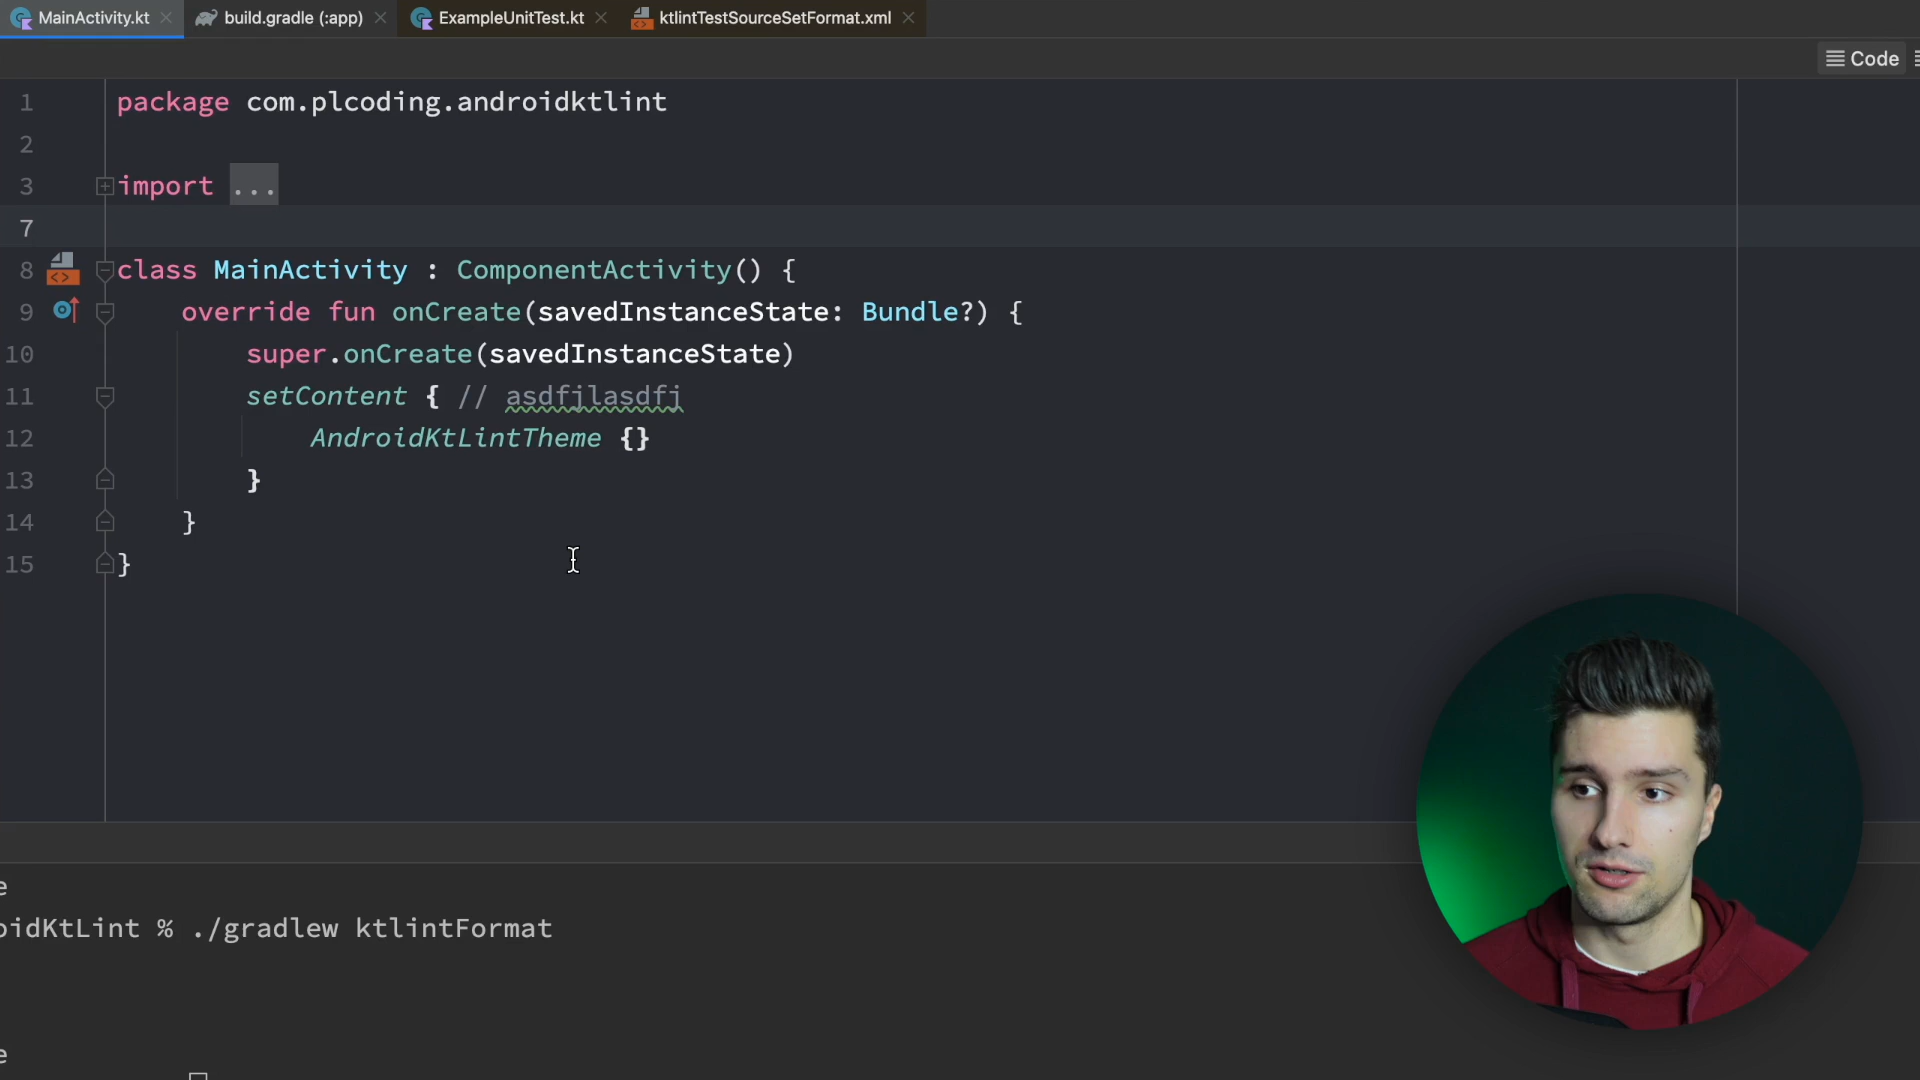 MainActivity.kt
build.gradle (:app)
ExampleUnitTest.kt
ktlintTestSourceSetFormat.xml
Code
1 package com.plcoding.androidktlint
2
3 import ...
7
8 class MainActivity : ComponentActivity() {
9 override fun onCreate(savedInstanceState: Bundle?) {
10 super.onCreate(savedInstanceState)
11 setContent { // asdfjlasdfj
12 AndroidKtLintTheme {}
13 }
14 }
15 }
e
oidKtLint % ./gradlew ktlintFormat
e